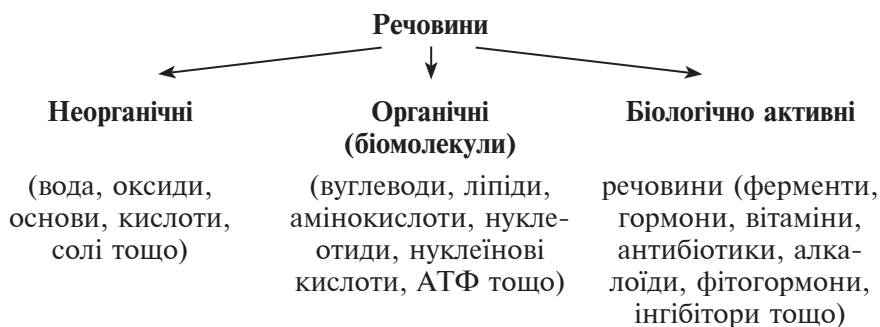 Речовини
Неорганічні
(вода, оксиди,
основи, кислоти,
солі тощо)
Органічні
(біомолекули)
(вуглеводи, ліпіди,
амінокислоти, нукле-
отиди, нуклеїнові
кислоти, АТФ тощо)
Біологічно активні
речовини (ферменти,
гормони, вітаміни,
антибіотики, алка-
лоїди, фітогормони,
інгібітори тощо)